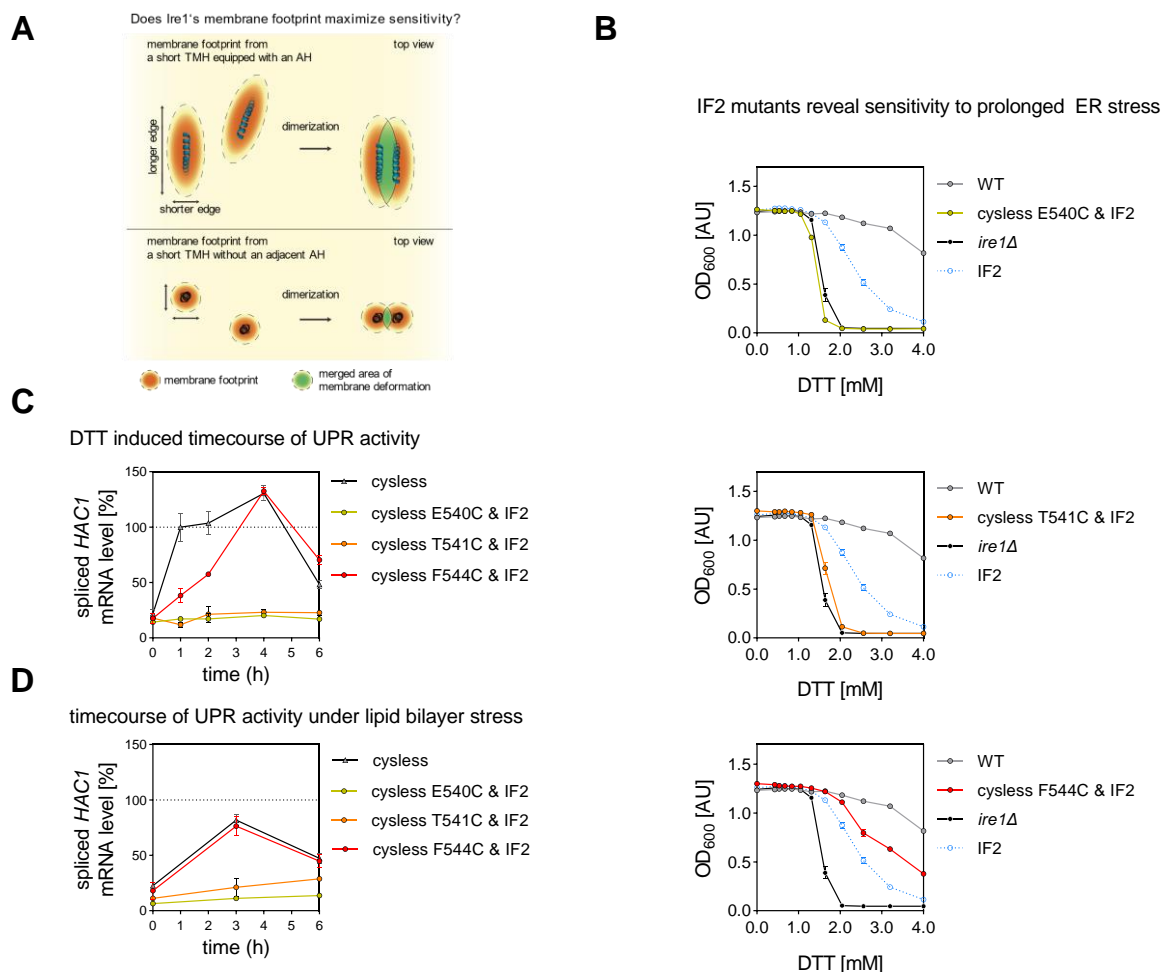 A
Does Ire1's membrane footprint maximize sensitivity?
membrane footprint from
a short TMH equipped with an AH
top view
longer edge
dimerization
shorter edge
membrane footprint from
a short TMH without an adjacent AH
top view
dimerization
membrane footprint
merged area of
membrane deformation
B
IF2 mutants reveal sensitivity to prolonged ER stress
OD600 [AU]
1.5
1.0
0.5
0.0
0.0 1.0 2.0 3.0 4.0
DTT [mM]
WT
cysless E540C & IF2
ire1Δ
IF2
OD600 [AU]
1.5
1.0
0.5
0.0
0.0 1.0 2.0 3.0 4.0
DTT [mM]
WT
cysless T541C & IF2
ire1Δ
IF2
OD600 [AU]
1.5
1.0
0.5
0.0
0.0 1.0 2.0 3.0 4.0
DTT [mM]
WT
cysless F544C & IF2
ire1Δ
IF2
C
DTT induced timecourse of UPR activity
spliced HAC1
mRNA level [%]
150
100
50
0
0 1 2 3 4 5 6
time (h)
cysless
cysless E540C & IF2
cysless T541C & IF2
cysless F544C & IF2
D
timecourse of UPR activity under lipid bilayer stress
spliced HAC1
mRNA level [%]
150
100
50
0
0 1 2 3 4 5 6
time (h)
cysless
cysless E540C & IF2
cysless T541C & IF2
cysless F544C & IF2